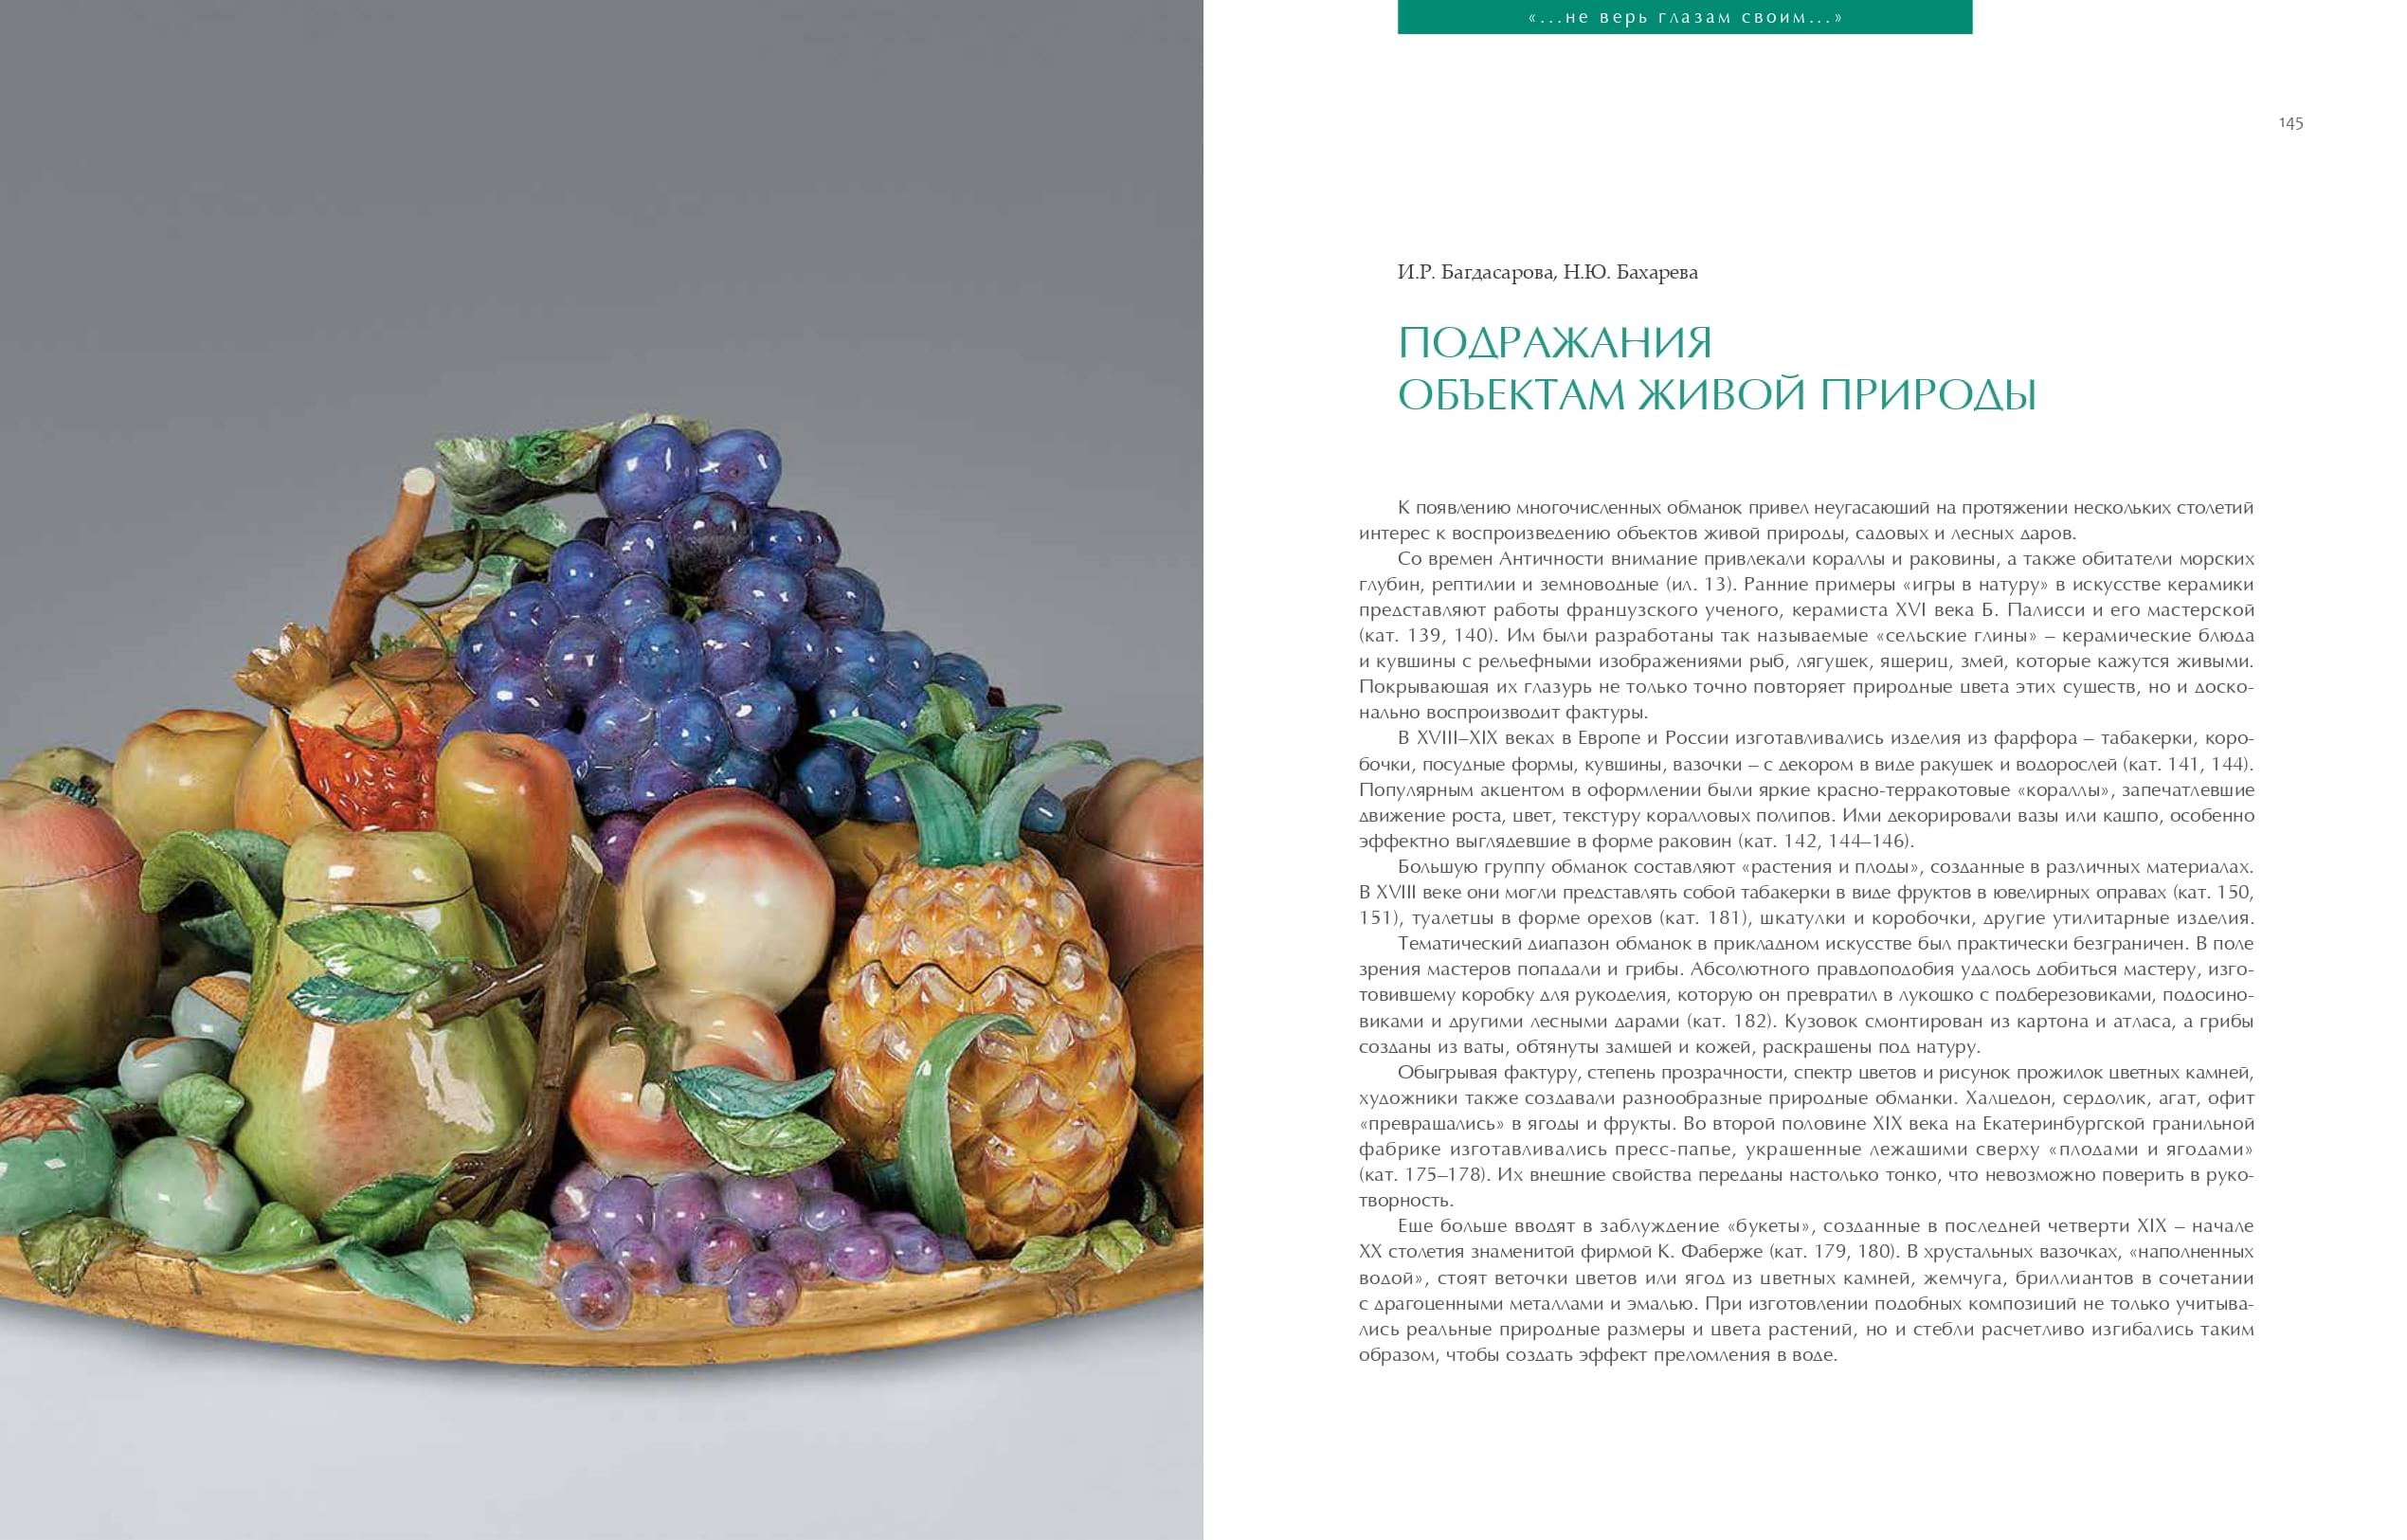 «...не верь глазам своим...»
145
И.Р. Багдасарова, Н.Ю. Бахарева
ПОДРАЖАНИЯ
ОБЪЕКТАМ ЖИВОЙ ПРИРОДЫ
К появлению многочисленных обманок привел неугасающий на протяжении нескольких столетий
интерес к воспроизведению объектов живой природы, садовых и лесных даров.
Со времен Античности внимание привлекали кораллы и раковины, а также обитатели морских
глубин, рептилии и земноводные (ил. 13). Ранние примеры «игры в натуру» в искусстве керамики
представляют работы французского ученого, керамиста XVI века Б. Палисси и его мастерской
(кат. 139, 140). Им были разработаны так называемые «сельские глины» – керамические блюда
и кувшины с рельефными изображениями рыб, лягушек, ящериц, змей, которые кажутся живыми.
Покрывающая их глазурь не только точно повторяет природные цвета этих существ, но и доско-
нально воспроизводит фактуры.
В XVIII–XIX веках в Европе и России изготавливались изделия из фарфора – табакерки, коро-
бочки, посудные формы, кувшины, вазочки – с декором в виде ракушек и водорослей (кат. 141, 144).
Популярным акцентом в оформлении были яркие красно-терракотовые «кораллы», запечатлевшие
движение роста, цвет, текстуру коралловых полипов. Ими декорировали вазы или кашпо, особенно
эффектно выглядевшие в форме раковин (кат. 142, 144–146).
Большую группу обманок составляют «растения и плоды», созданные в различных материалах.
В XVIII веке они могли представлять собой табакерки в виде фруктов в ювелирных оправах (кат. 150,
151), туалетцы в форме орехов (кат. 181), шкатулки и коробочки, другие утилитарные изделия.
Тематический диапазон обманок в прикладном искусстве был практически безграничен. В поле
зрения мастеров попадали и грибы. Абсолютного правдоподобия удалось добиться мастеру, изго-
товившему коробку для рукоделия, которую он превратил в лукошко с подберезовиками, подосино-
виками и другими лесными дарами (кат. 182). Кузовок смонтирован из картона и атласа, а грибы
созданы из ваты, обтянуты замшей и кожей, раскрашены под натуру.
Обыгрывая фактуру, степень прозрачности, спектр цветов и рисунок прожилок цветных камней,
художники также создавали разнообразные природные обманки. Халцедон, сердолик, агат, офит
«превращались» в ягоды и фрукты. Во второй половине XIX века на Екатеринбургской гранильной
фабрике изготавливались пресс-папье, украшенные лежащими сверху «плодами и ягодами»
(кат. 175–178). Их внешние свойства переданы настолько тонко, что невозможно поверить в руко-
творность.
Еще больше вводят в заблуждение «букеты», созданные в последней четверти XIX – начале
XX столетия знаменитой фирмой К. Фаберже (кат. 179, 180). В хрустальных вазочках, «наполненных
водой», стоят веточки цветов или ягод из цветных камней, жемчуга, бриллиантов в сочетании
с драгоценными металлами и эмалью. При изготовлении подобных композиций не только учитыва-
лись реальные природные размеры и цвета растений, но и стебли расчетливо изгибались таким
образом, чтобы создать эффект преломления в воде.